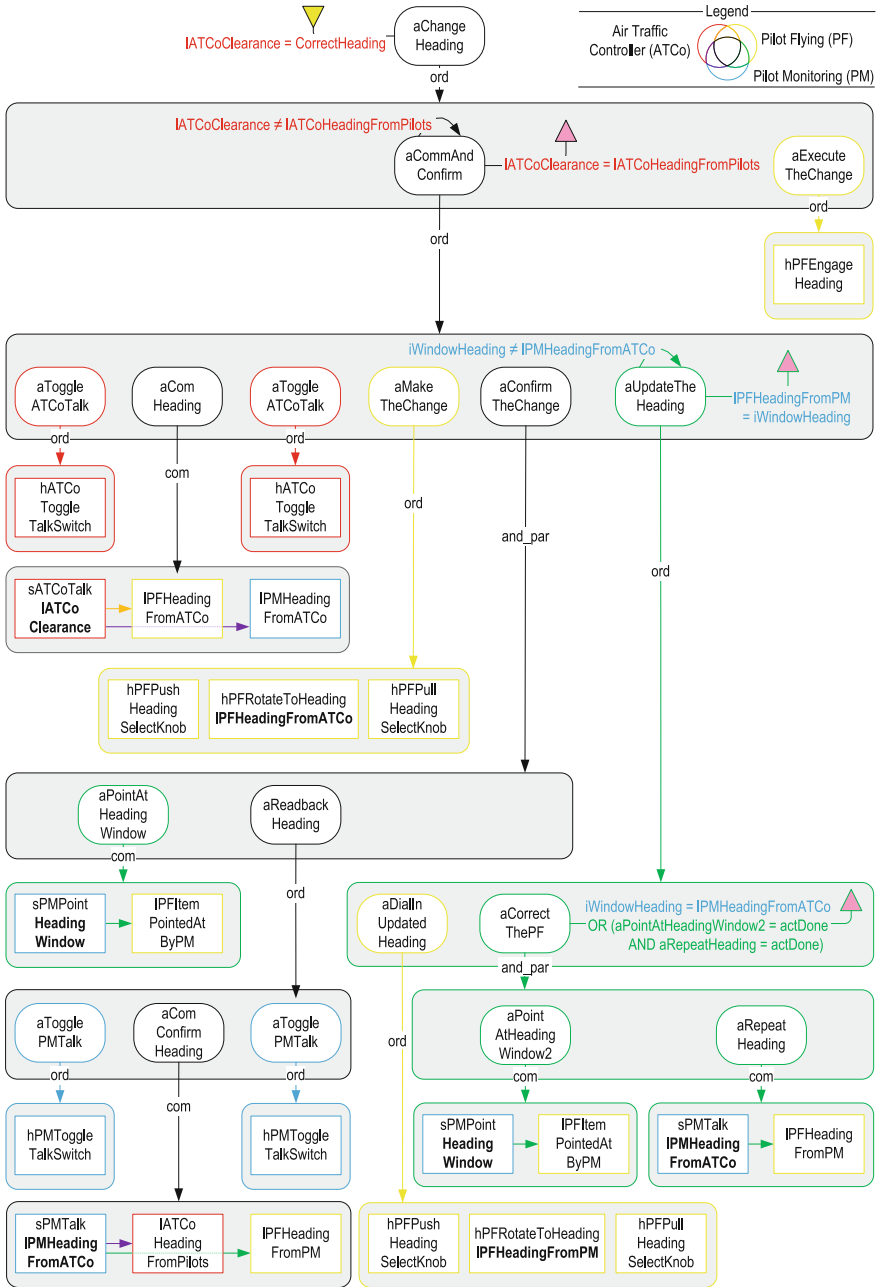 Legend
Air Traffic
Controller (ATCo)
Pilot Flying (PF)
Pilot Monitoring (PM)
lATCoClearance = CorrectHeading
aChange
Heading
ord
lATCoClearance ≠ lATCoHeadingFromPilots
aCommAnd
Confirm
lATCoClearance = lATCoHeadingFromPilots
aExecute
TheChange
ord
ord
hPFEngage
Heading
iWindowHeading ≠ lPMHeadingFromATCo
aToggle
ATCoTalk
aCom
Heading
aToggle
ATCoTalk
aMake
TheChange
aConfirm
TheChange
aUpdateThe
Heading
lPFHeadingFromPM
= iWindowHeading
ord
com
ord
ord
and_par
ord
hATCo
Toggle
TalkSwitch
hATCo
Toggle
TalkSwitch
sATCoTalk
lATCo
Clearance
lPFHeading
FromATCo
lPMHeading
FromATCo
hPFPush
Heading
SelectKnob
hPFRotateToHeading
lPFHeadingFromATCo
hPFPull
Heading
SelectKnob
aPointAt
Heading
Window
aReadback
Heading
com
ord
sPMPoint
Heading
Window
lPFItem
PointedAt
ByPM
aDialIn
Updated
Heading
aCorrect
ThePF
iWindowHeading = lPMHeadingFromATCo
OR (aPointAtHeadingWindow2 = actDone
AND aRepeatHeading = actDone)
and_par
ord
aToggle
PMTalk
aCom
Confirm
Heading
aToggle
PMTalk
aPoint
AtHeading
Window2
aRepeat
Heading
ord
com
ord
com
com
hPMToggle
TalkSwitch
hPMToggle
TalkSwitch
sPMPoint
Heading
Window
lPFItem
PointedAt
ByPM
sPMTalk
lPMHeading
FromATCo
lPFHeading
FromPM
sPMTalk
lPMHeading
FromATCo
lATCo
Heading
FromPilots
lPFHeading
FromPM
hPFPush
Heading
SelectKnob
hPFRotateToHeading
lPFHeadingFromPM
hPFPull
Heading
SelectKnob